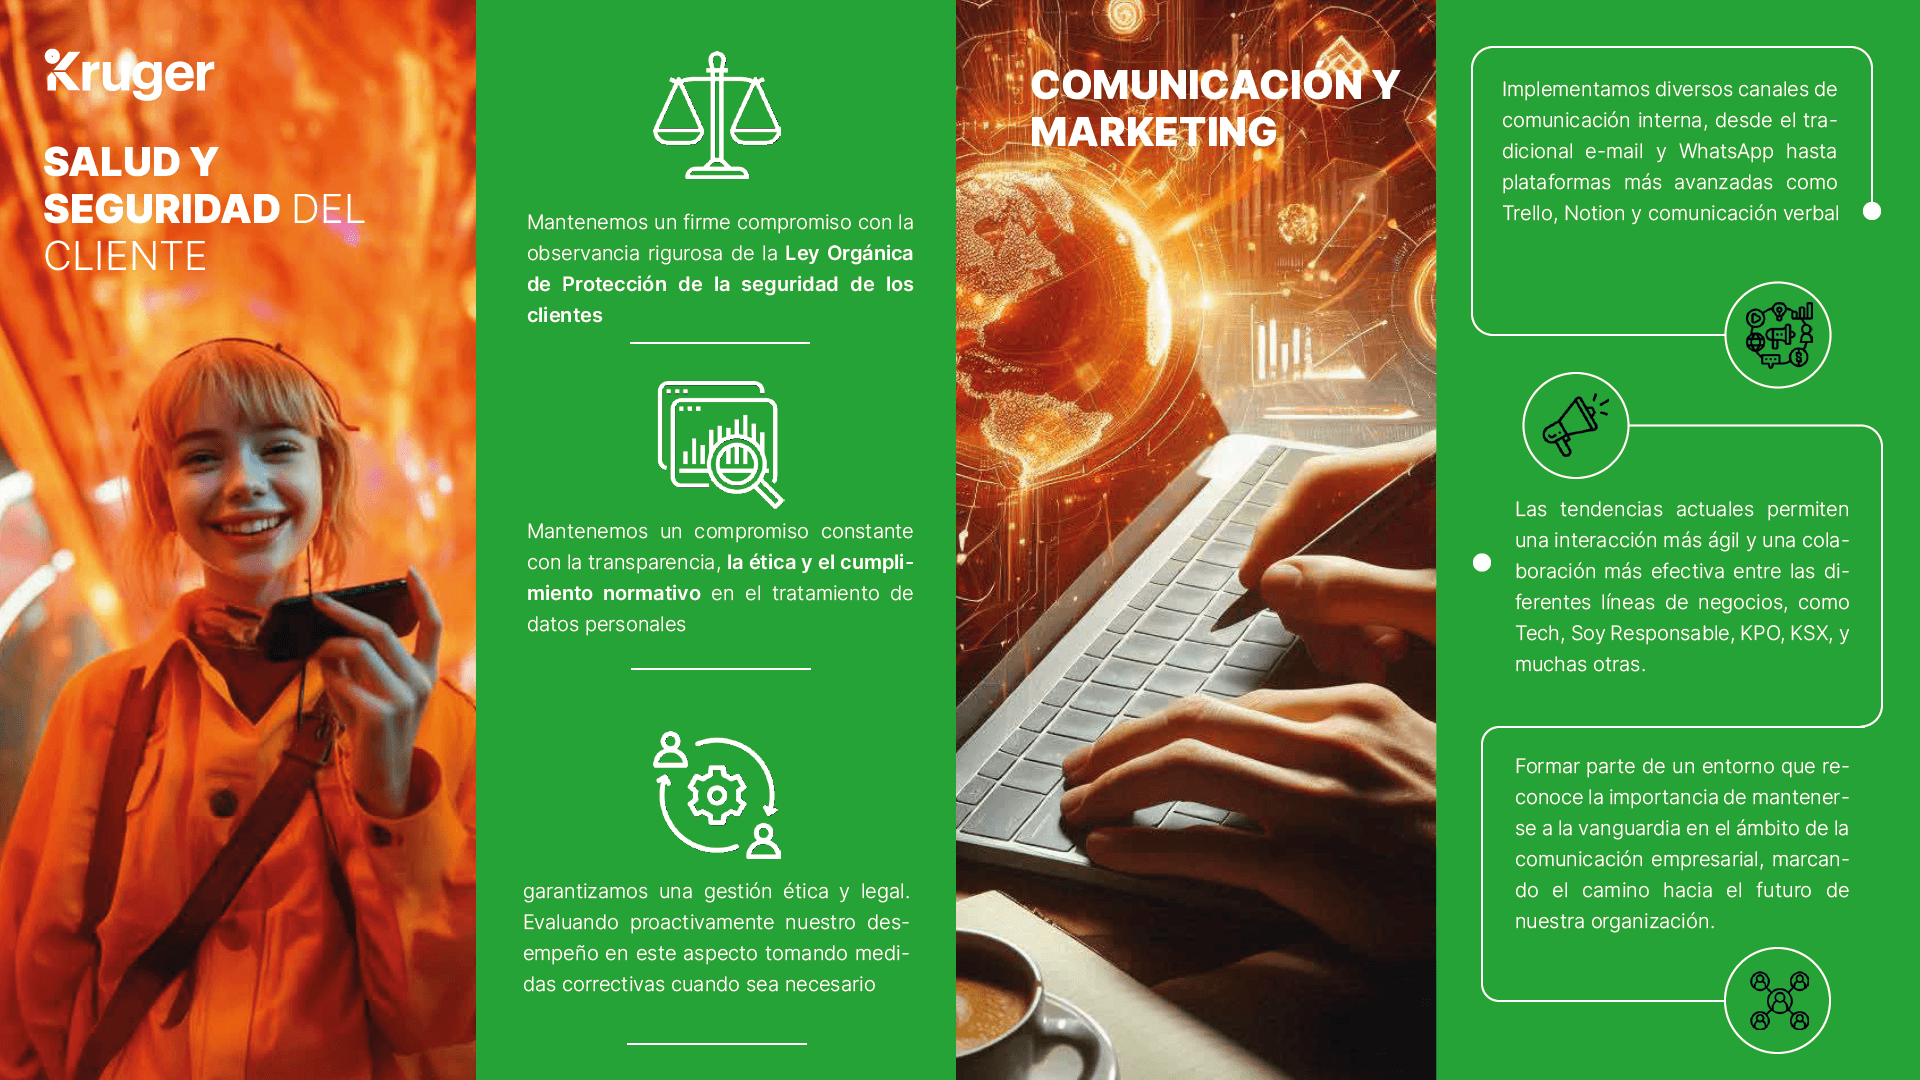 Kruger
SALUD Y
SEGURIDAD DEL
CLIENTE
Mantenemos un firme compromiso con la
observancia rigurosa de la Ley Orgánica
de Protección de la seguridad de los
clientes
Mantenemos un compromiso constante
con la transparencia, la ética y el cumpli-
miento normativo en el tratamiento de
datos personales
garantizamos una gestión ética y legal.
Evaluando proactivamente nuestro des-
empeño en este aspecto tomando medi-
das correctivas cuando sea necesario
COMUNICACIÓN Y
MARKETING
Implementamos diversos canales de
comunicación interna, desde el tra-
dicional e-mail y WhatsApp hasta
plataformas más avanzadas como
Trello, Notion y comunicación verbal
Las tendencias actuales permiten
una interacción más ágil y una cola-
boración más efectiva entre las di-
ferentes líneas de negocios, como
Tech, Soy Responsable, KPO, KSX, y
muchas otras.
Formar parte de un entorno que re-
conoce la importancia de mantener-
se a la vanguardia en el ámbito de la
comunicación empresarial, marcan-
do el camino hacia el futuro de
nuestra organización.